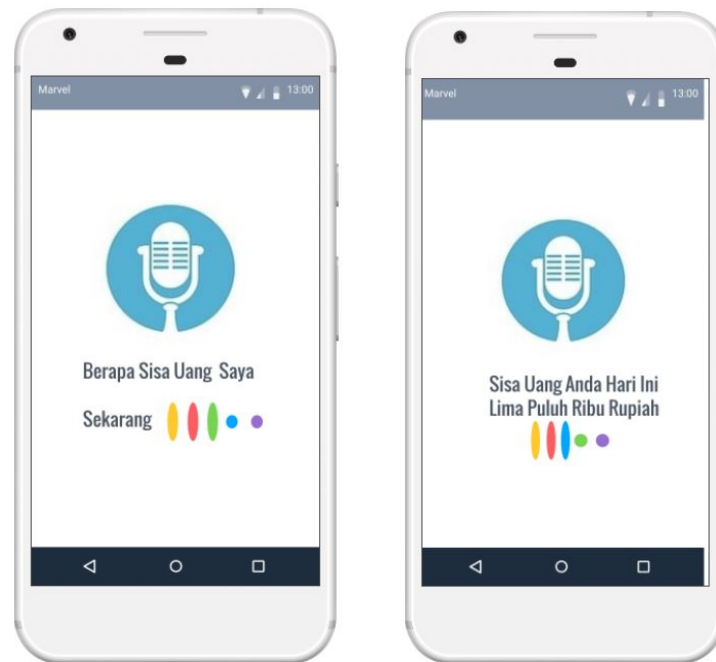 Marvel
13:00
Berapa Sisa Uang Saya
Sekarang
Marvel
13:00
Sisa Uang Anda Hari Ini
Lima Puluh Ribu Rupiah